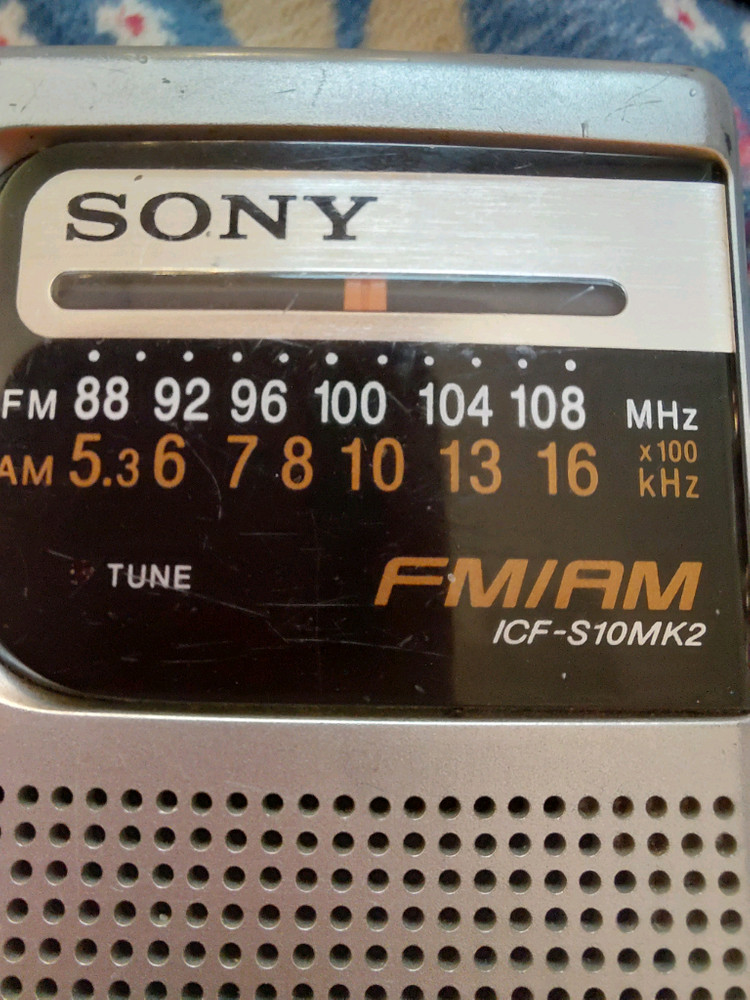 SONY
FM 88 92 96 100 104 108 MHz
AM 5.3 6 7 8 10 13 16 x100 kHz
TUNE
FM/AM
ICF-S10MK2